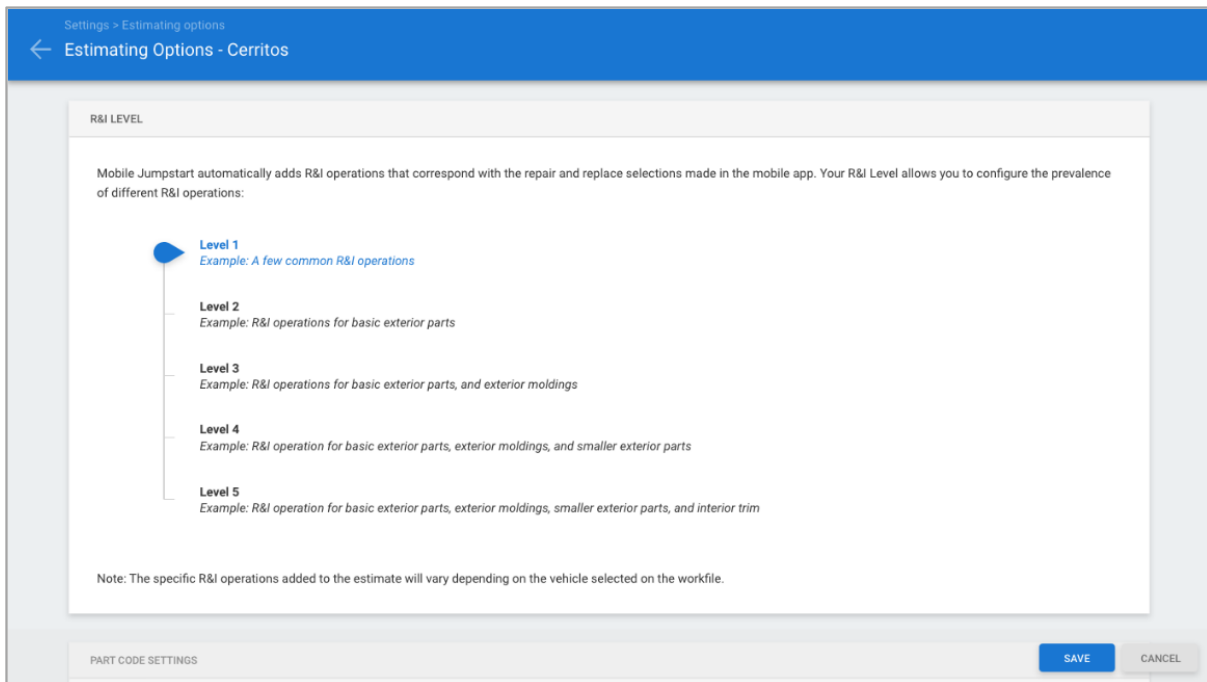 Settings > Estimating options
Estimating Options - Cerritos
R&I LEVEL
Mobile Jumpstart automatically adds R&I operations that correspond with the repair and replace selections made in the mobile app. Your R&I Level allows you to configure the prevalence
of different R&I operations:
Level 1
Example: A few common R&I operations
Level 2
Example: R&I operations for basic exterior parts
Level 3
Example: R&I operations for basic exterior parts, and exterior moldings
Level 4
Example: R&I operation for basic exterior parts, exterior moldings, and smaller exterior parts
Level 5
Example: R&I operation for basic exterior parts, exterior moldings, smaller exterior parts, and interior trim
Note: The specific R&I operations added to the estimate will vary depending on the vehicle selected on the workfile.
PART CODE SETTINGS
SAVE
CANCEL